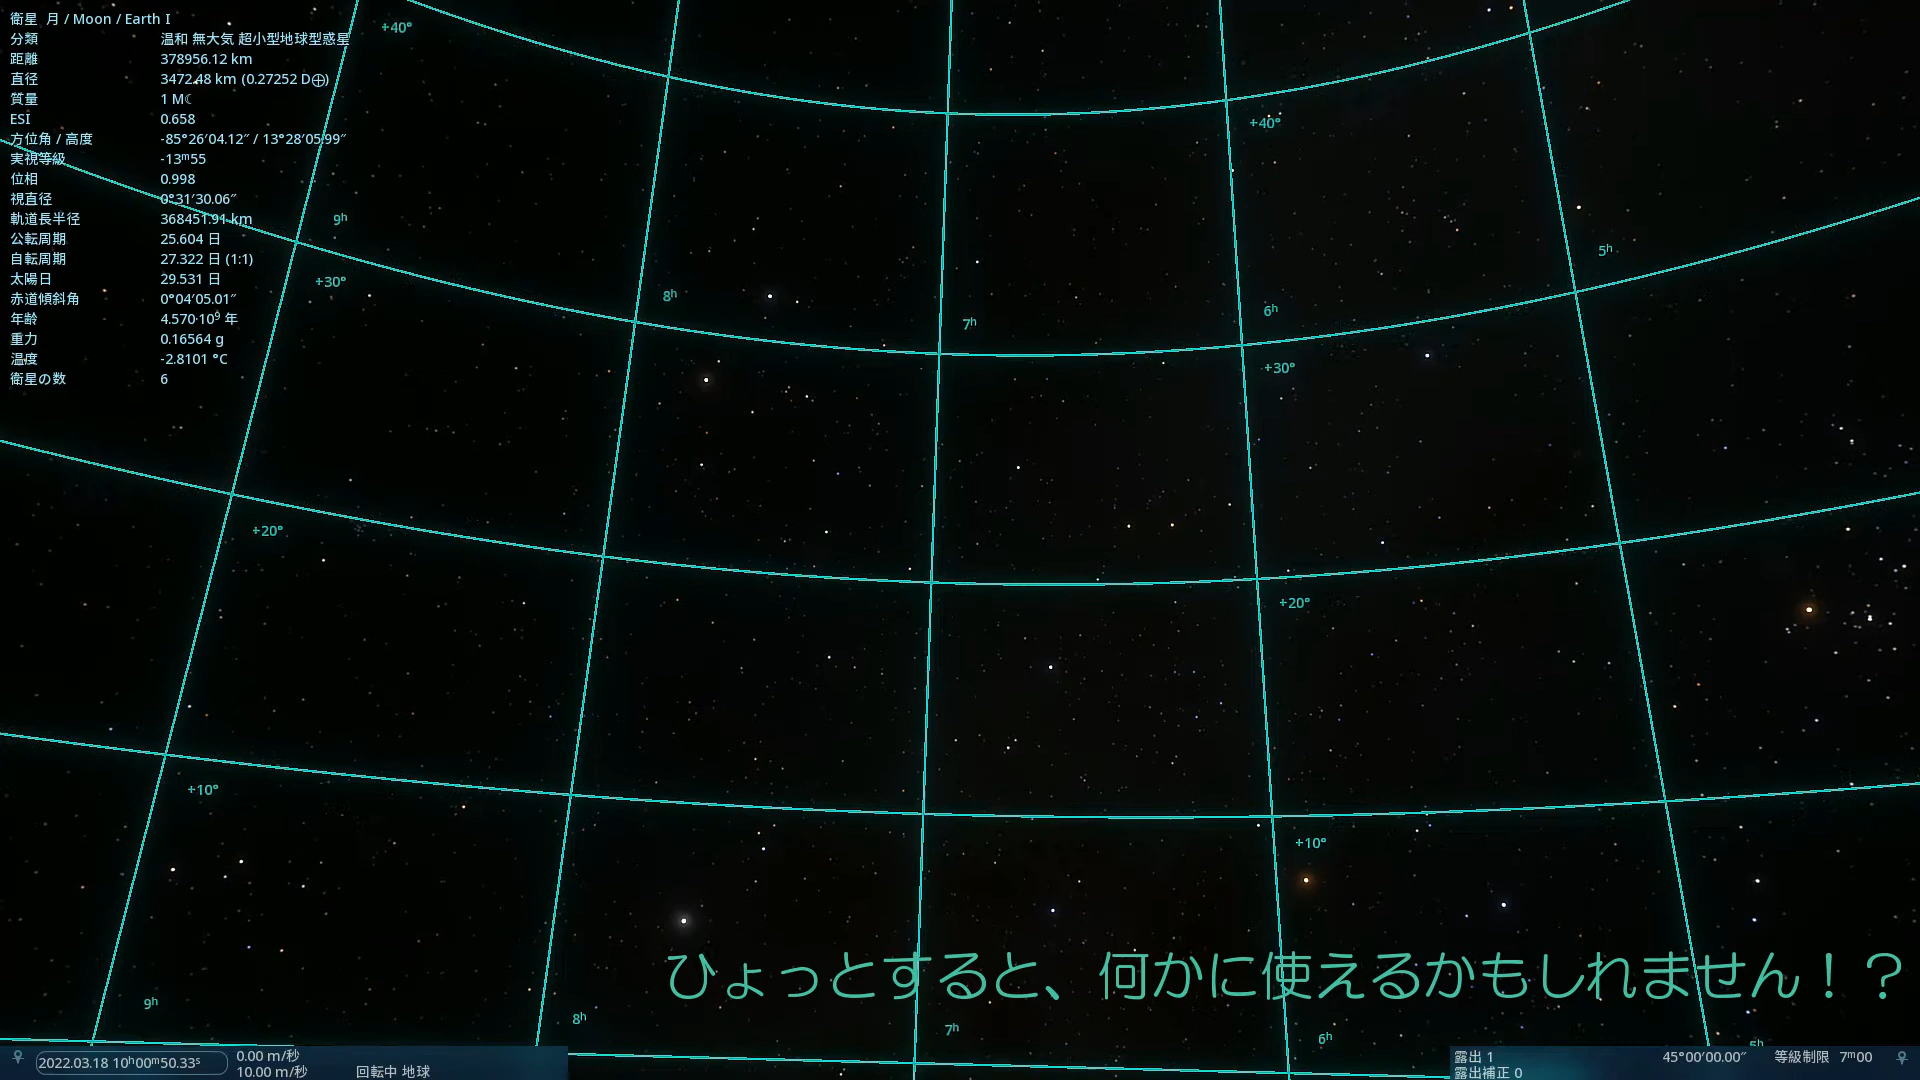 衛星 月 / Moon / Earth I
分類 温和 無大気 超小型地球型惑星
距離 378956.12 km
直径 3472.48 km (0.27252 D⊕)
質量 1 M☾
ESI 0.658
方位角 / 高度 -85°26′04.12″ / 13°28′05.99″
実視等級 -13ᵐ55
位相 0.998
視直径 0°31′30.06″
軌道長半径 368451.91 km
公転周期 25.604 日
自転周期 27.322 日 (1:1)
太陽日 29.531 日
赤道傾斜角 0°04′05.01″
年齢 4.570·10⁹ 年
重力 0.16564 g
温度 -2.8101 °C
衛星の数 6
+40°
+40°
9ʰ
5ʰ
+30°
8ʰ
7ʰ
6ʰ
+30°
+20°
+20°
+10°
+10°
ひょっとすると、何かに使えるかもしれません！？
9ʰ
8ʰ
7ʰ
6ʰ
5ʰ
2022.03.18 10ʰ00ᵐ50.33ˢ
0.00 m/秒
10.00 m/秒 回転中 地球
露出 1 45°00′00.00″ 等級制限 7ᵐ00
露出補正 0